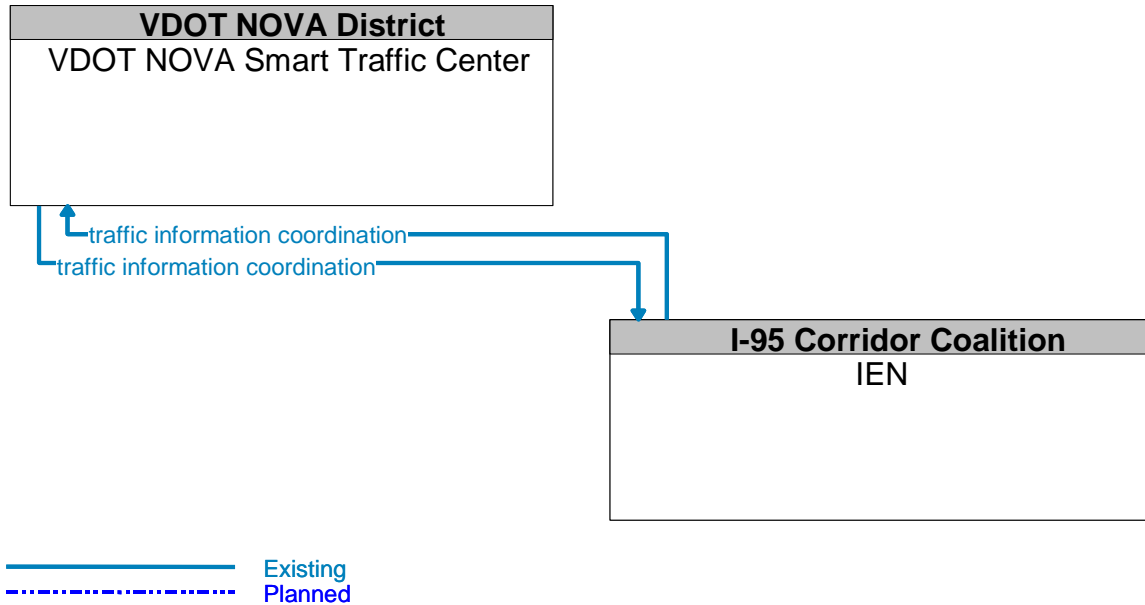 VDOT NOVA District
VDOT NOVA Smart Traffic Center
traffic information coordination
traffic information coordination
I-95 Corridor Coalition
IEN
Existing
Planned